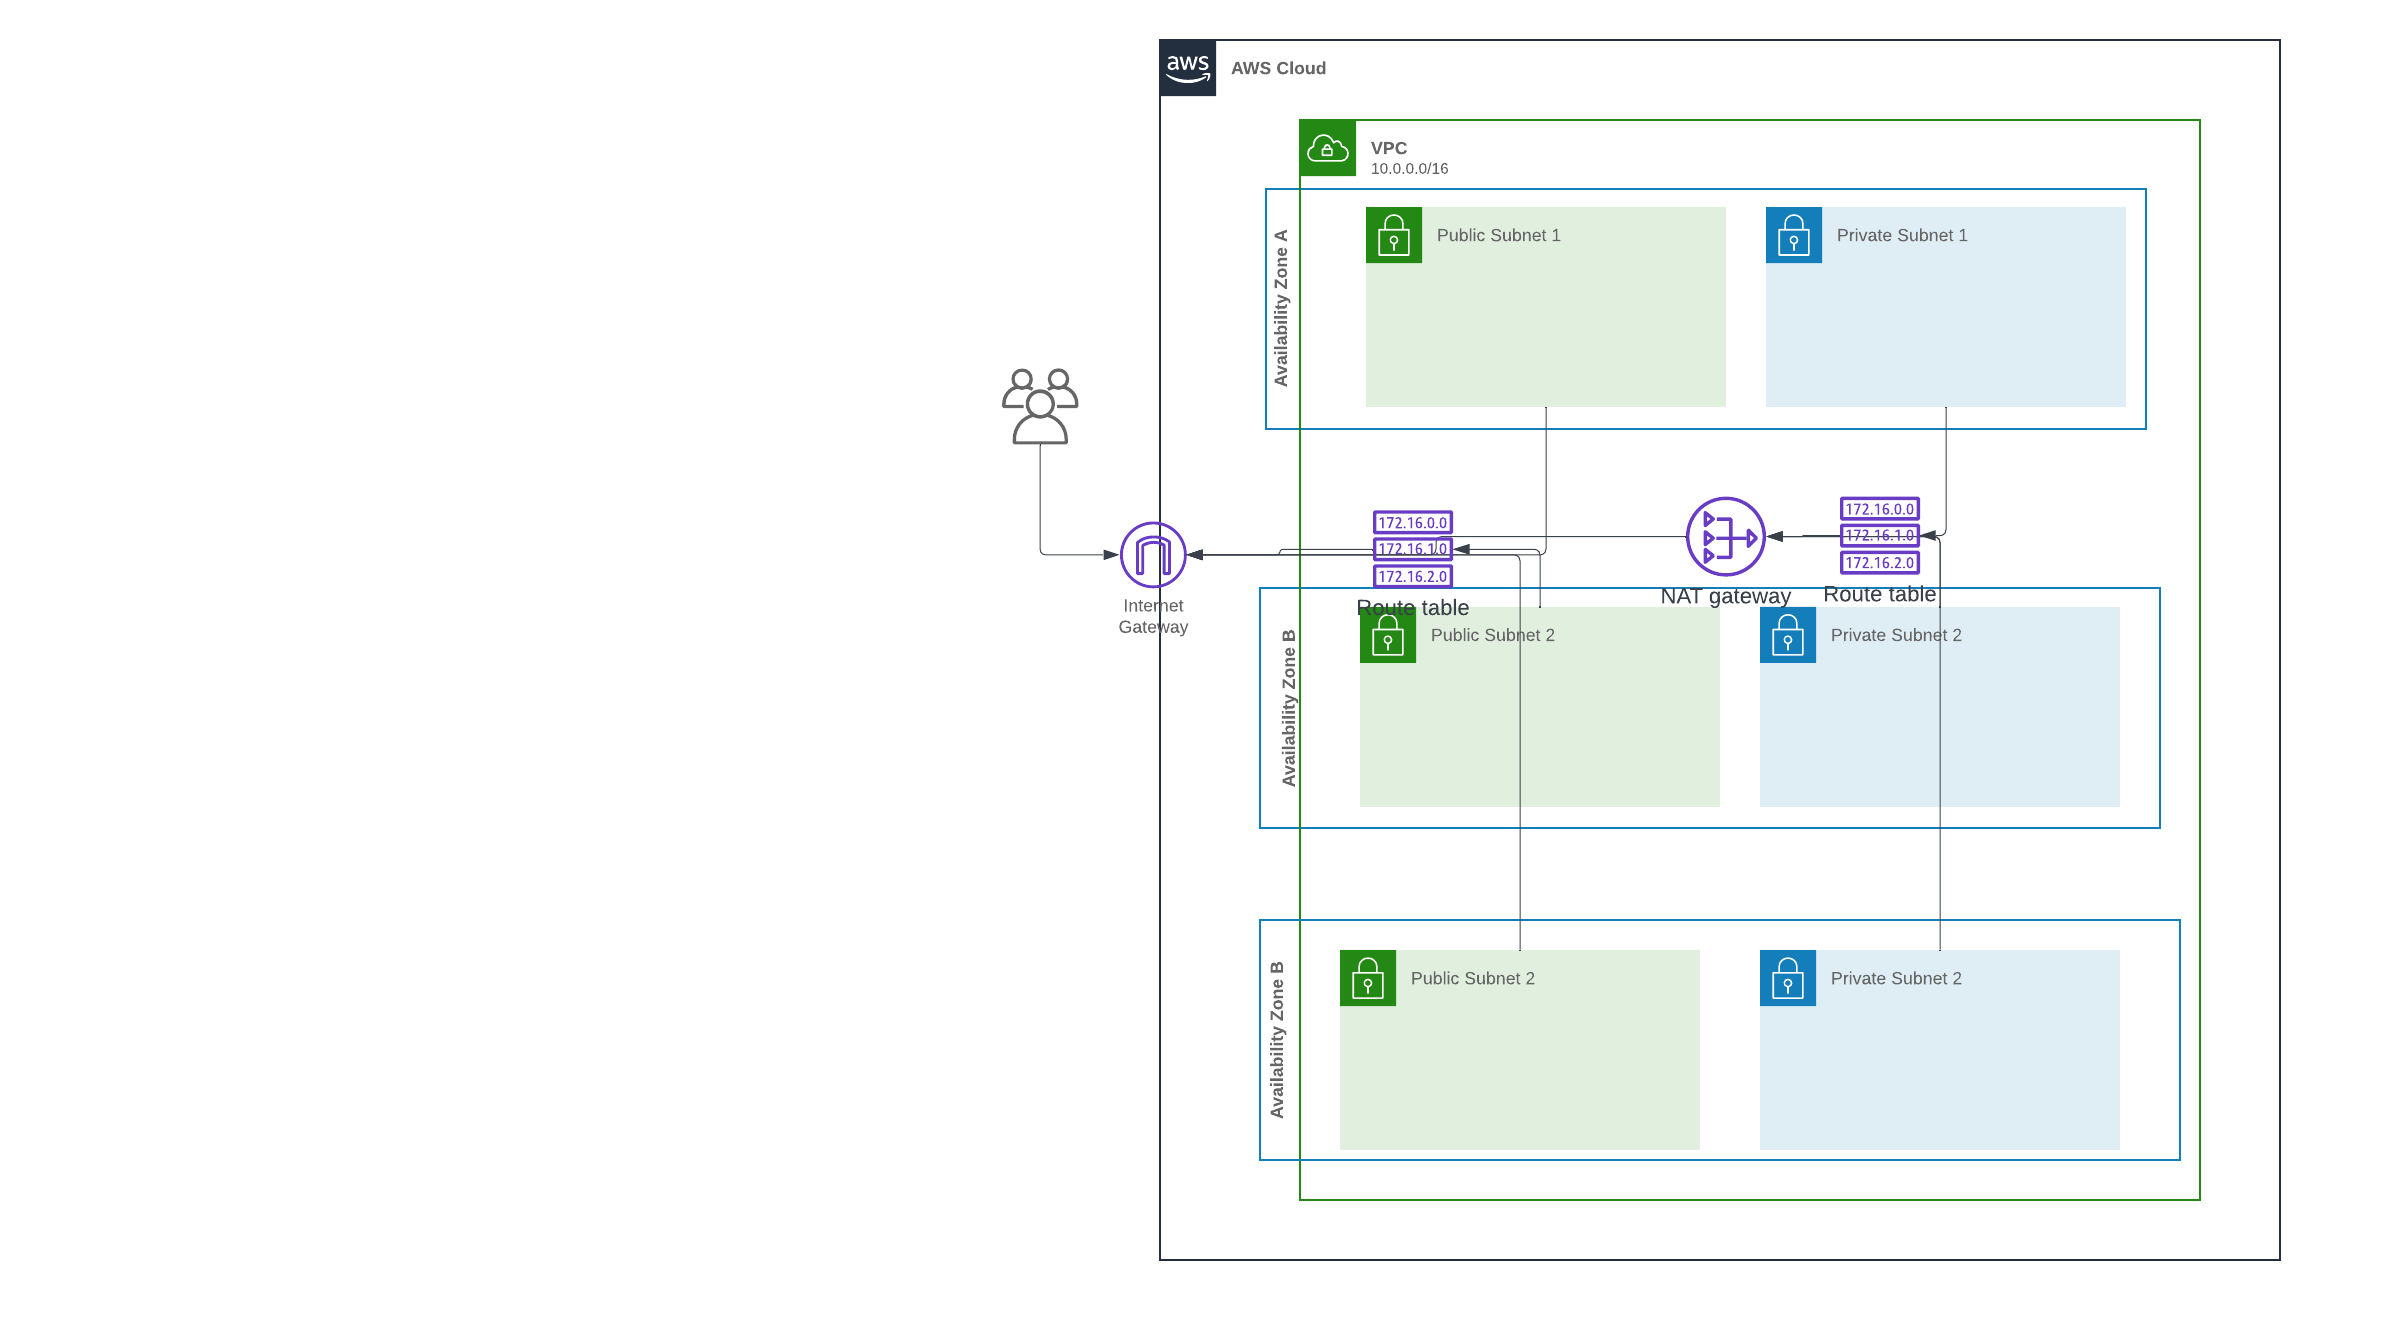 aws
AWS Cloud
VPC
10.0.0.0/16
Availability Zone A
Public Subnet 1
Private Subnet 1
172.16.0.0
172.16.1.0
172.16.2.0
Route table
NAT gateway
172.16.0.0
172.16.1.0
172.16.2.0
Route table
Internet
Gateway
Availability Zone B
Public Subnet 2
Private Subnet 2
Availability Zone B
Public Subnet 2
Private Subnet 2